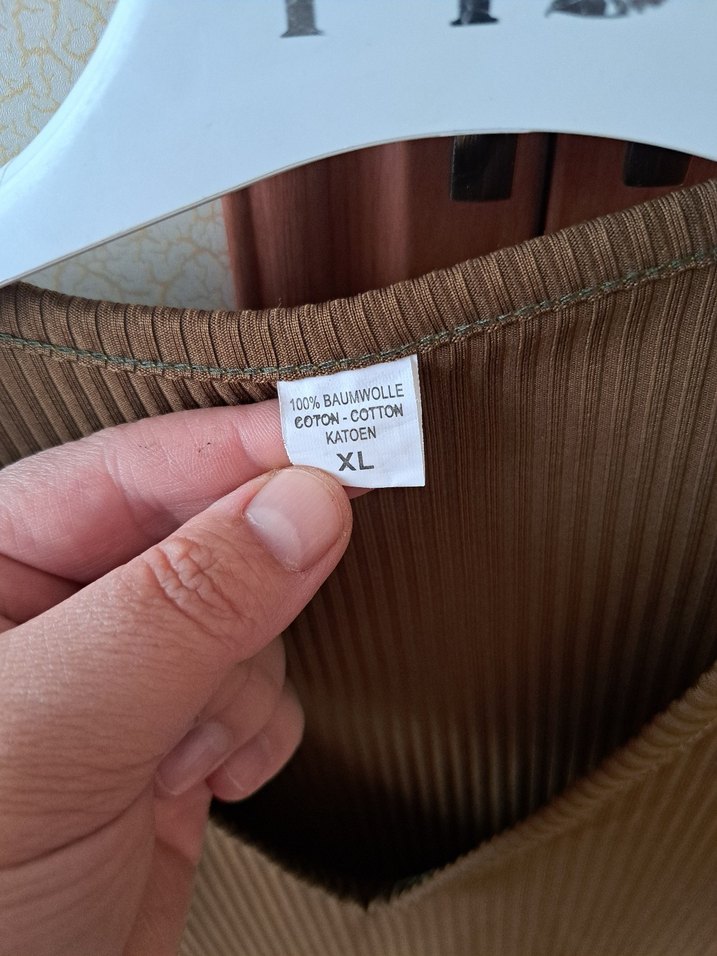 100% BAUMWOLLE
COTON - COTTON
KATOEN
XL